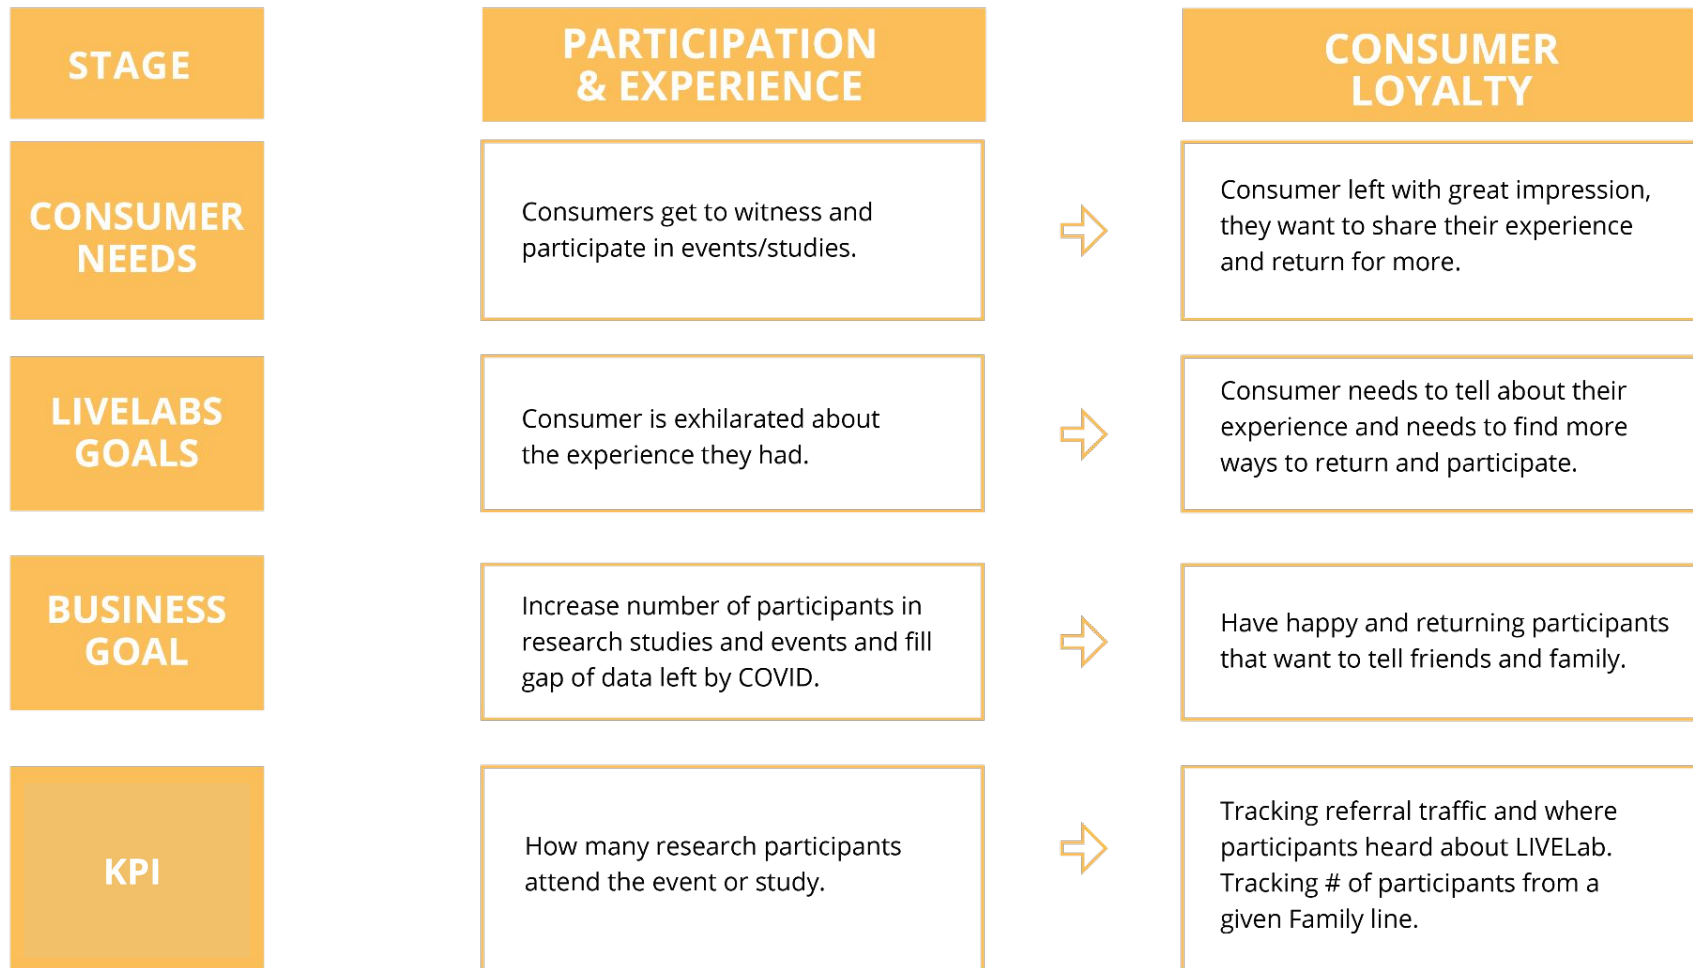 STAGE
PARTICIPATION
& EXPERIENCE
CONSUMER
LOYALTY
CONSUMER
NEEDS
Consumers get to witness and
participate in events/studies.
Consumer left with great impression,
they want to share their experience
and return for more.
LIVELABS
GOALS
Consumer is exhilarated about
the experience they had.
Consumer needs to tell about their
experience and needs to find more
ways to return and participate.
BUSINESS
GOAL
Increase number of participants in
research studies and events and fill
gap of data left by COVID.
Have happy and returning participants
that want to tell friends and family.
KPI
How many research participants
attend the event or study.
Tracking referral traffic and where
participants heard about LIVELab.
Tracking # of participants from a
given Family line.